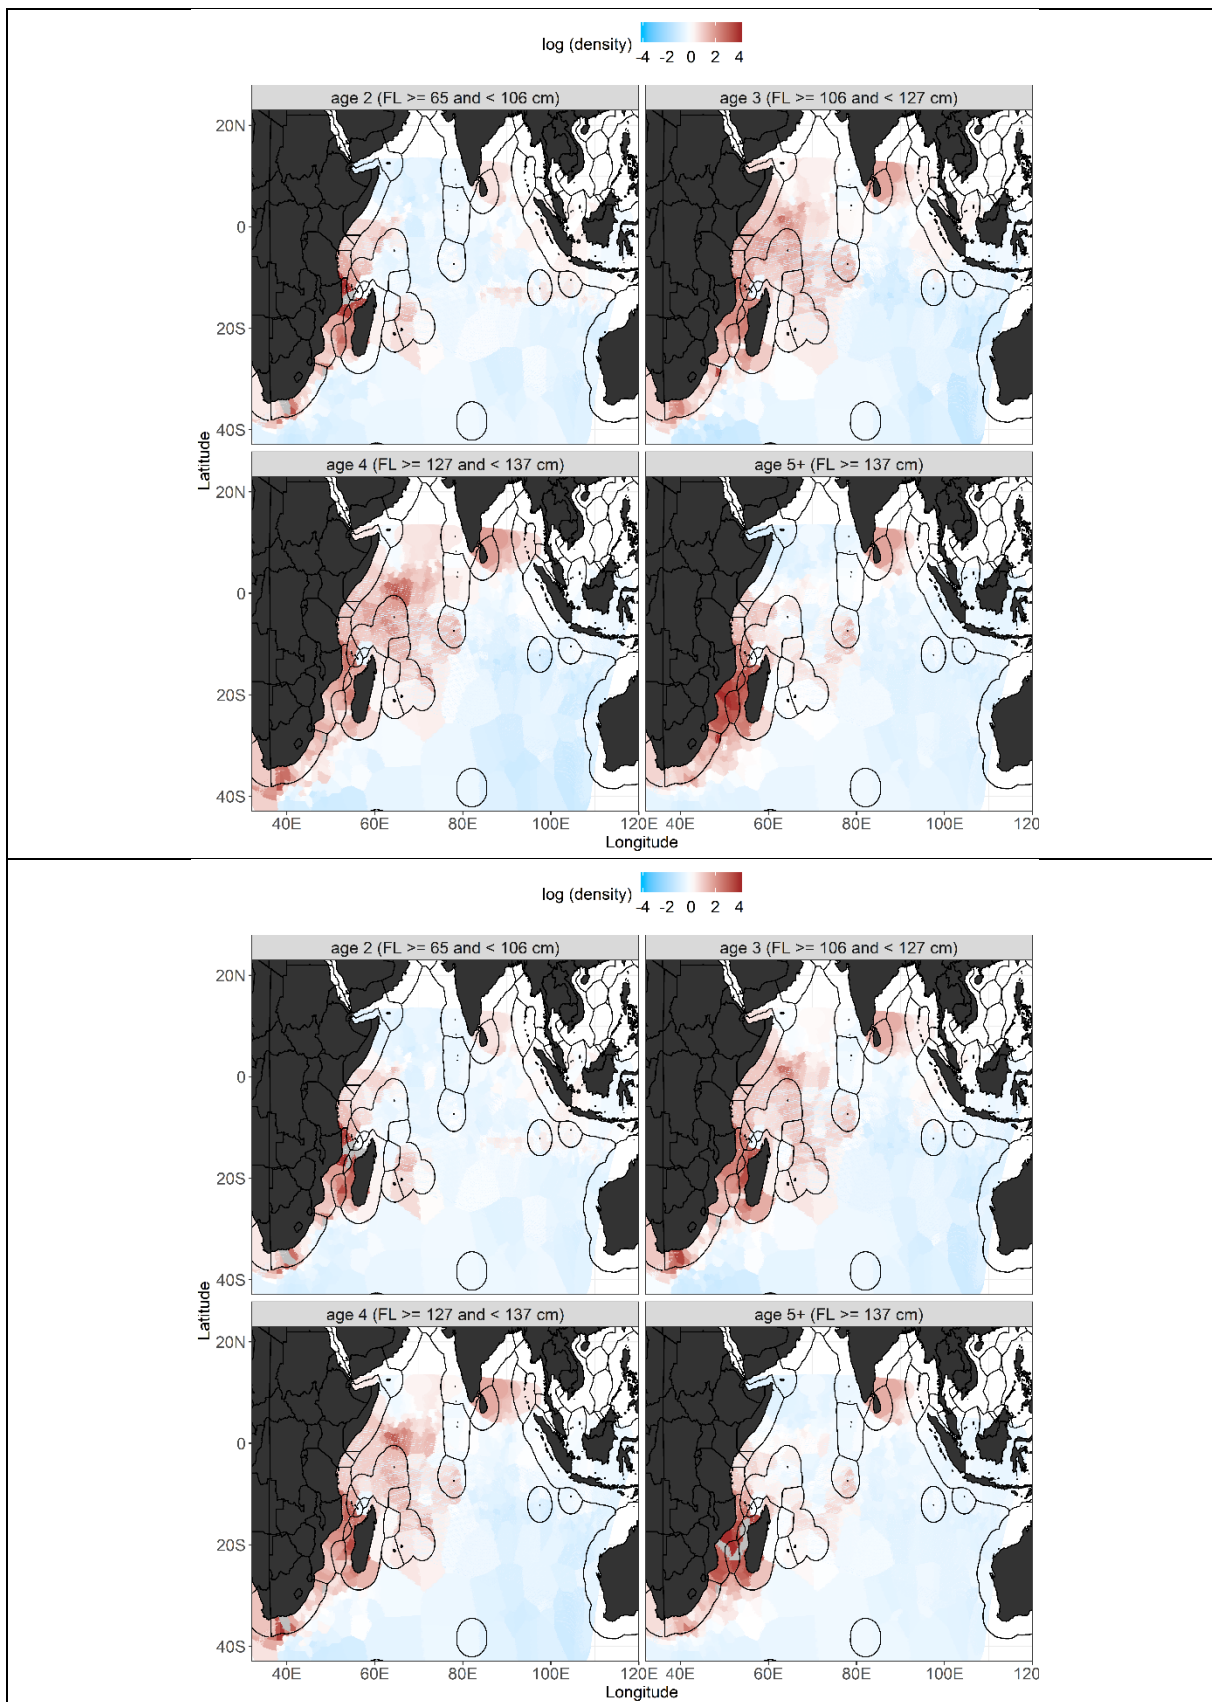 log (density)
-4 -2 0 2 4
age 2 (FL >= 65 and < 106 cm)
age 3 (FL >= 106 and < 127 cm)
20N
0
20S
40S
Latitude
age 4 (FL >= 127 and < 137 cm)
age 5+ (FL >= 137 cm)
20N
0
20S
40S
40E 60E 80E 100E 120E 40E 60E 80E 100E 120
Longitude
log (density)
-4 -2 0 2 4
age 2 (FL >= 65 and < 106 cm)
age 3 (FL >= 106 and < 127 cm)
20N
0
20S
40S
Latitude
age 4 (FL >= 127 and < 137 cm)
age 5+ (FL >= 137 cm)
20N
0
20S
40S
40E 60E 80E 100E 120E 40E 60E 80E 100E 120
Longitude